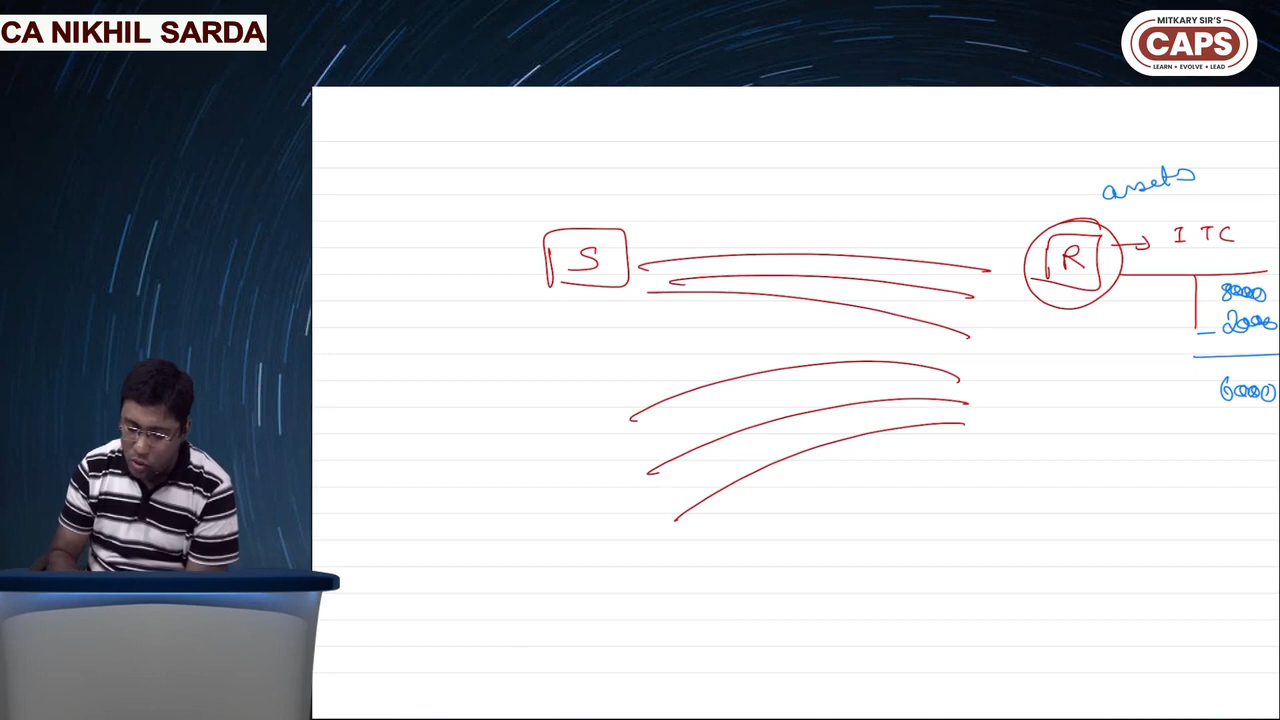 CA NIKHIL SARDA
MITKARY SIR'S
CAPS
LEARN • EVOLVE • LEAD
assets
S
R
ITC
8000
- 2000
6000